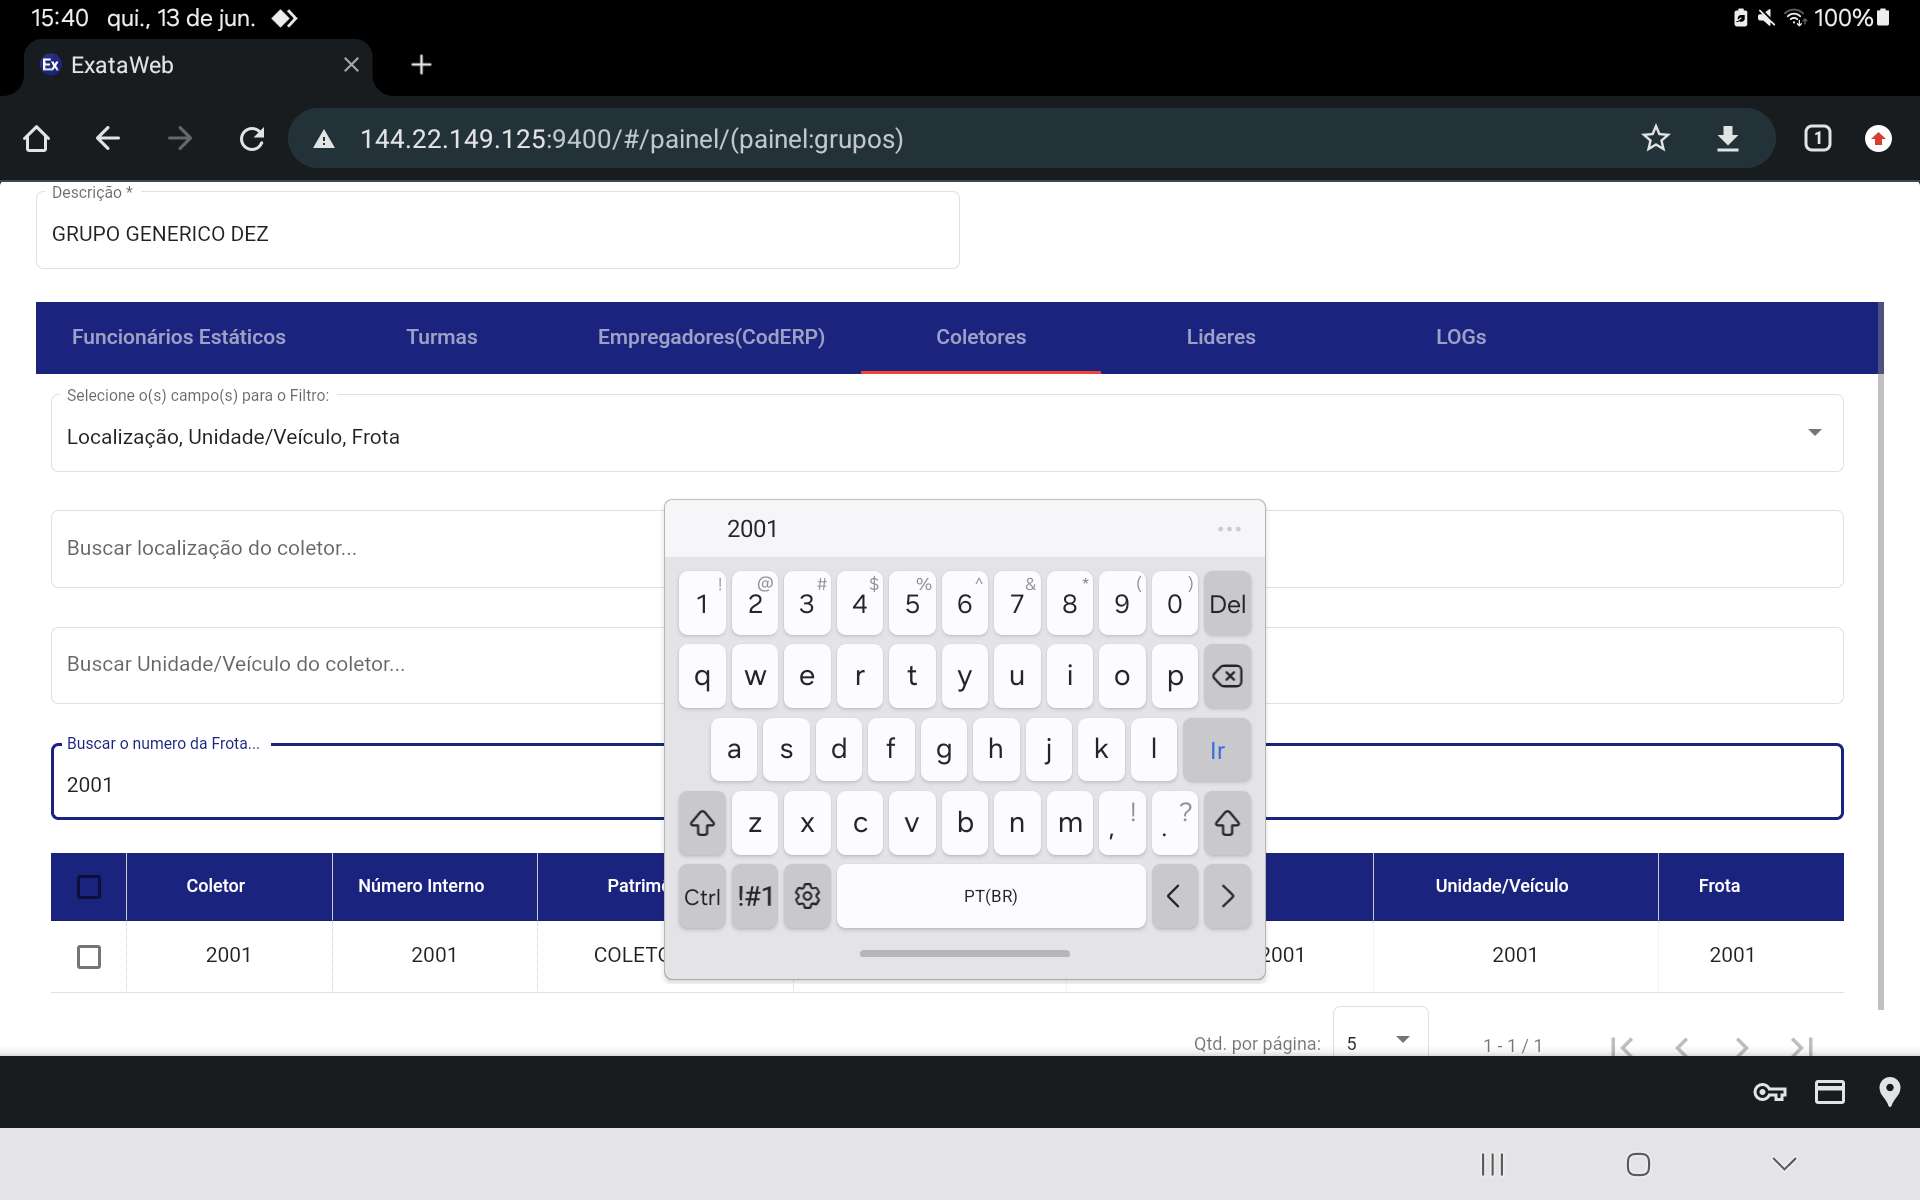 15:40 qui., 13 de jun. 100%
Ex ExataWeb
144.22.149.125:9400/#/painel/(painel:grupos) 1
Descrição *
GRUPO GENERICO DEZ
Funcionários Estáticos Turmas Empregadores(CodERP) Coletores Lideres LOGs
Selecione o(s) campo(s) para o Filtro:
Localização, Unidade/Veículo, Frota
Buscar localização do coletor...
Buscar Unidade/Veículo do coletor...
Buscar o numero da Frota...
2001
2001 ...
! @ # $ % ^ & * ( )
1 2 3 4 5 6 7 8 9 0 Del
q w e r t y u i o p
a s d f g h j k l Ir
z x c v b n m , ! . ?
Ctrl !#1 PT(BR) < >
Coletor Número Interno Patrim Unidade/Veículo Frota
2001 2001 COLETO 2001 2001 2001
Qtd. por página: 5 1 - 1 / 1